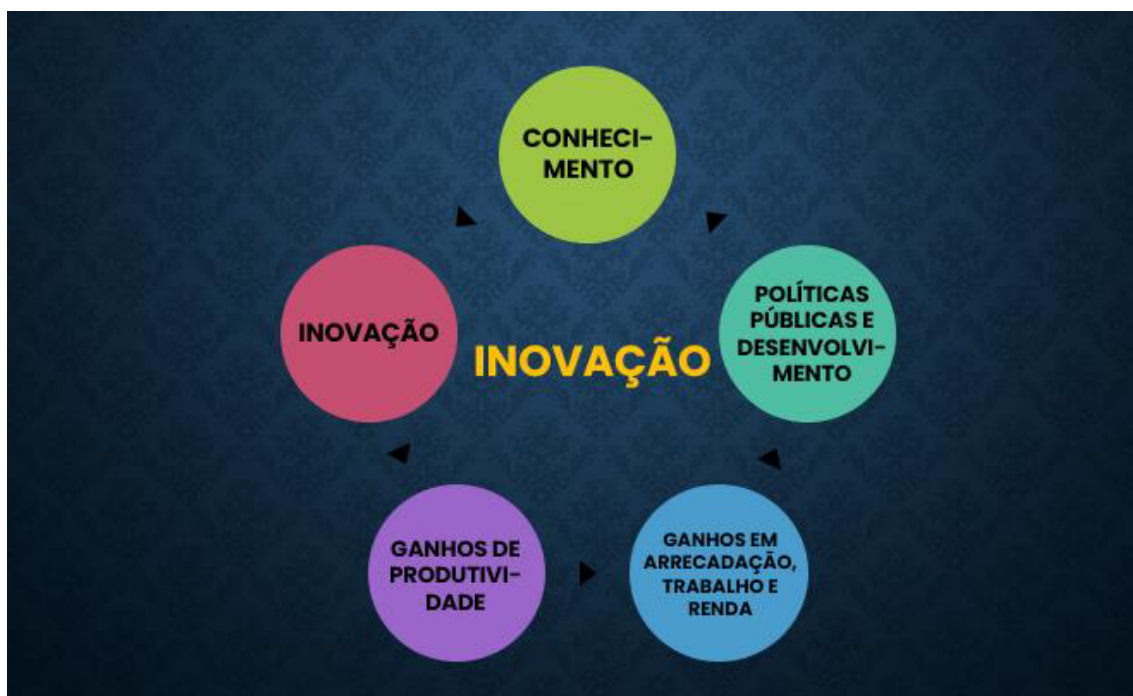 CONHECI-
MENTO
POLÍTICAS
PÚBLICAS E
DESENVOLVI-
MENTO
GANHOS EM
ARRECADAÇÃO,
TRABALHO E
RENDA
GANHOS DE
PRODUTIVI-
DADE
INOVAÇÃO
INOVAÇÃO